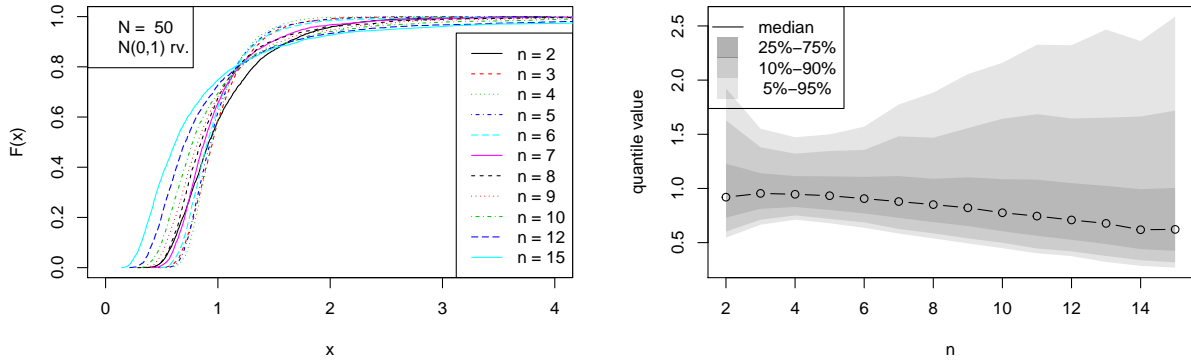 N = 50
N(0,1) rv.
F(x)
0.0 0.2 0.4 0.6 0.8 1.0
0 1 2 3 4
x
n = 2
n = 3
n = 4
n = 5
n = 6
n = 7
n = 8
n = 9
n = 10
n = 12
n = 15
median
25%−75%
10%−90%
5%−95%
quantile value
0.5 1.0 1.5 2.0 2.5
2 4 6 8 10 12 14
n